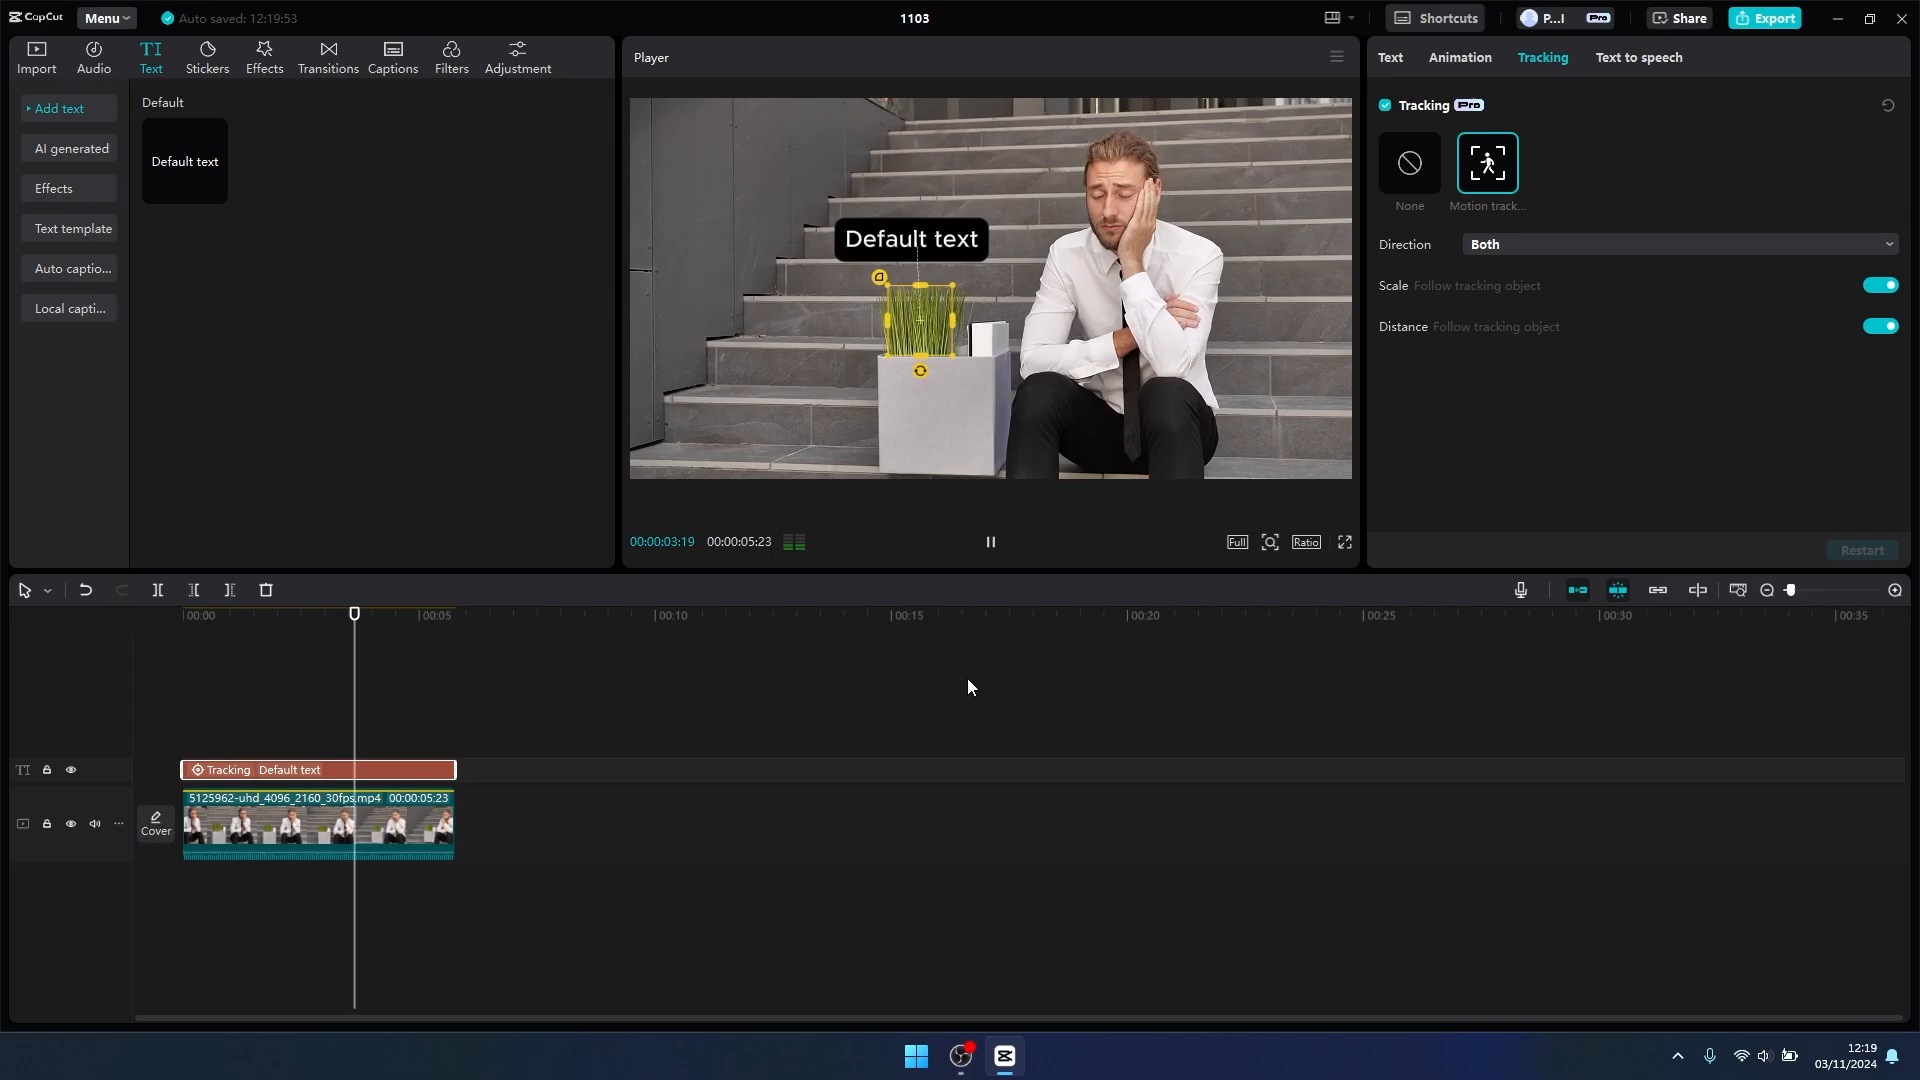 CapCut
Menu
Auto saved: 12:19:53
1103
Shortcuts
P...I
Pro
Share
Export
Import
Audio
TI
Text
Stickers
Effects
Transitions
Captions
Filters
Adjustment
Add text
AI generated
Effects
Text template
Auto captio...
Local capti...
Default
Default text
Player
Default text
00:00:03:19
00:00:05:23
Full
Ratio
Text
Animation
Tracking
Text to speech
Tracking
Pro
None
Motion track...
Direction
Both
Scale Follow tracking object
Distance Follow tracking object
Restart
00:00
00:05
00:10
00:15
00:20
00:25
00:30
00:35
TI
Tracking Default text
5125962-uhd_4096_2160_30fps.mp4 00:00:05:23
Cover
12:19
03/11/2024